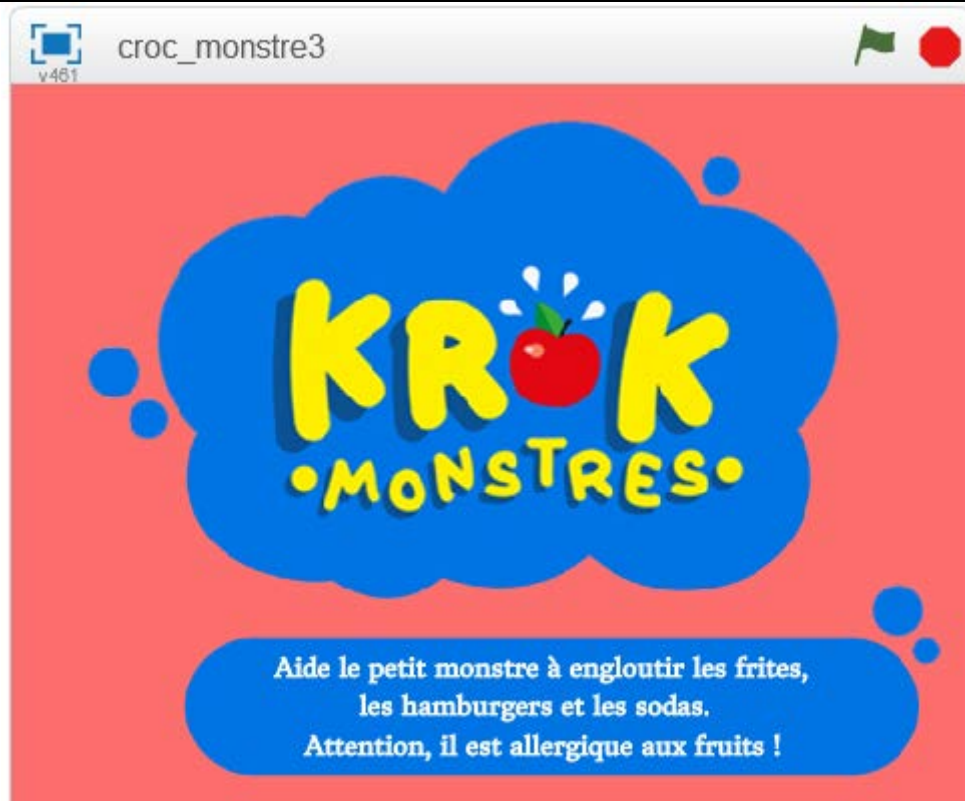 croc_monstre3
v461
KROK
•MONSTRES•
Aide le petit monstre à engloutir les frites,
les hamburgers et les sodas.
Attention, il est allergique aux fruits !